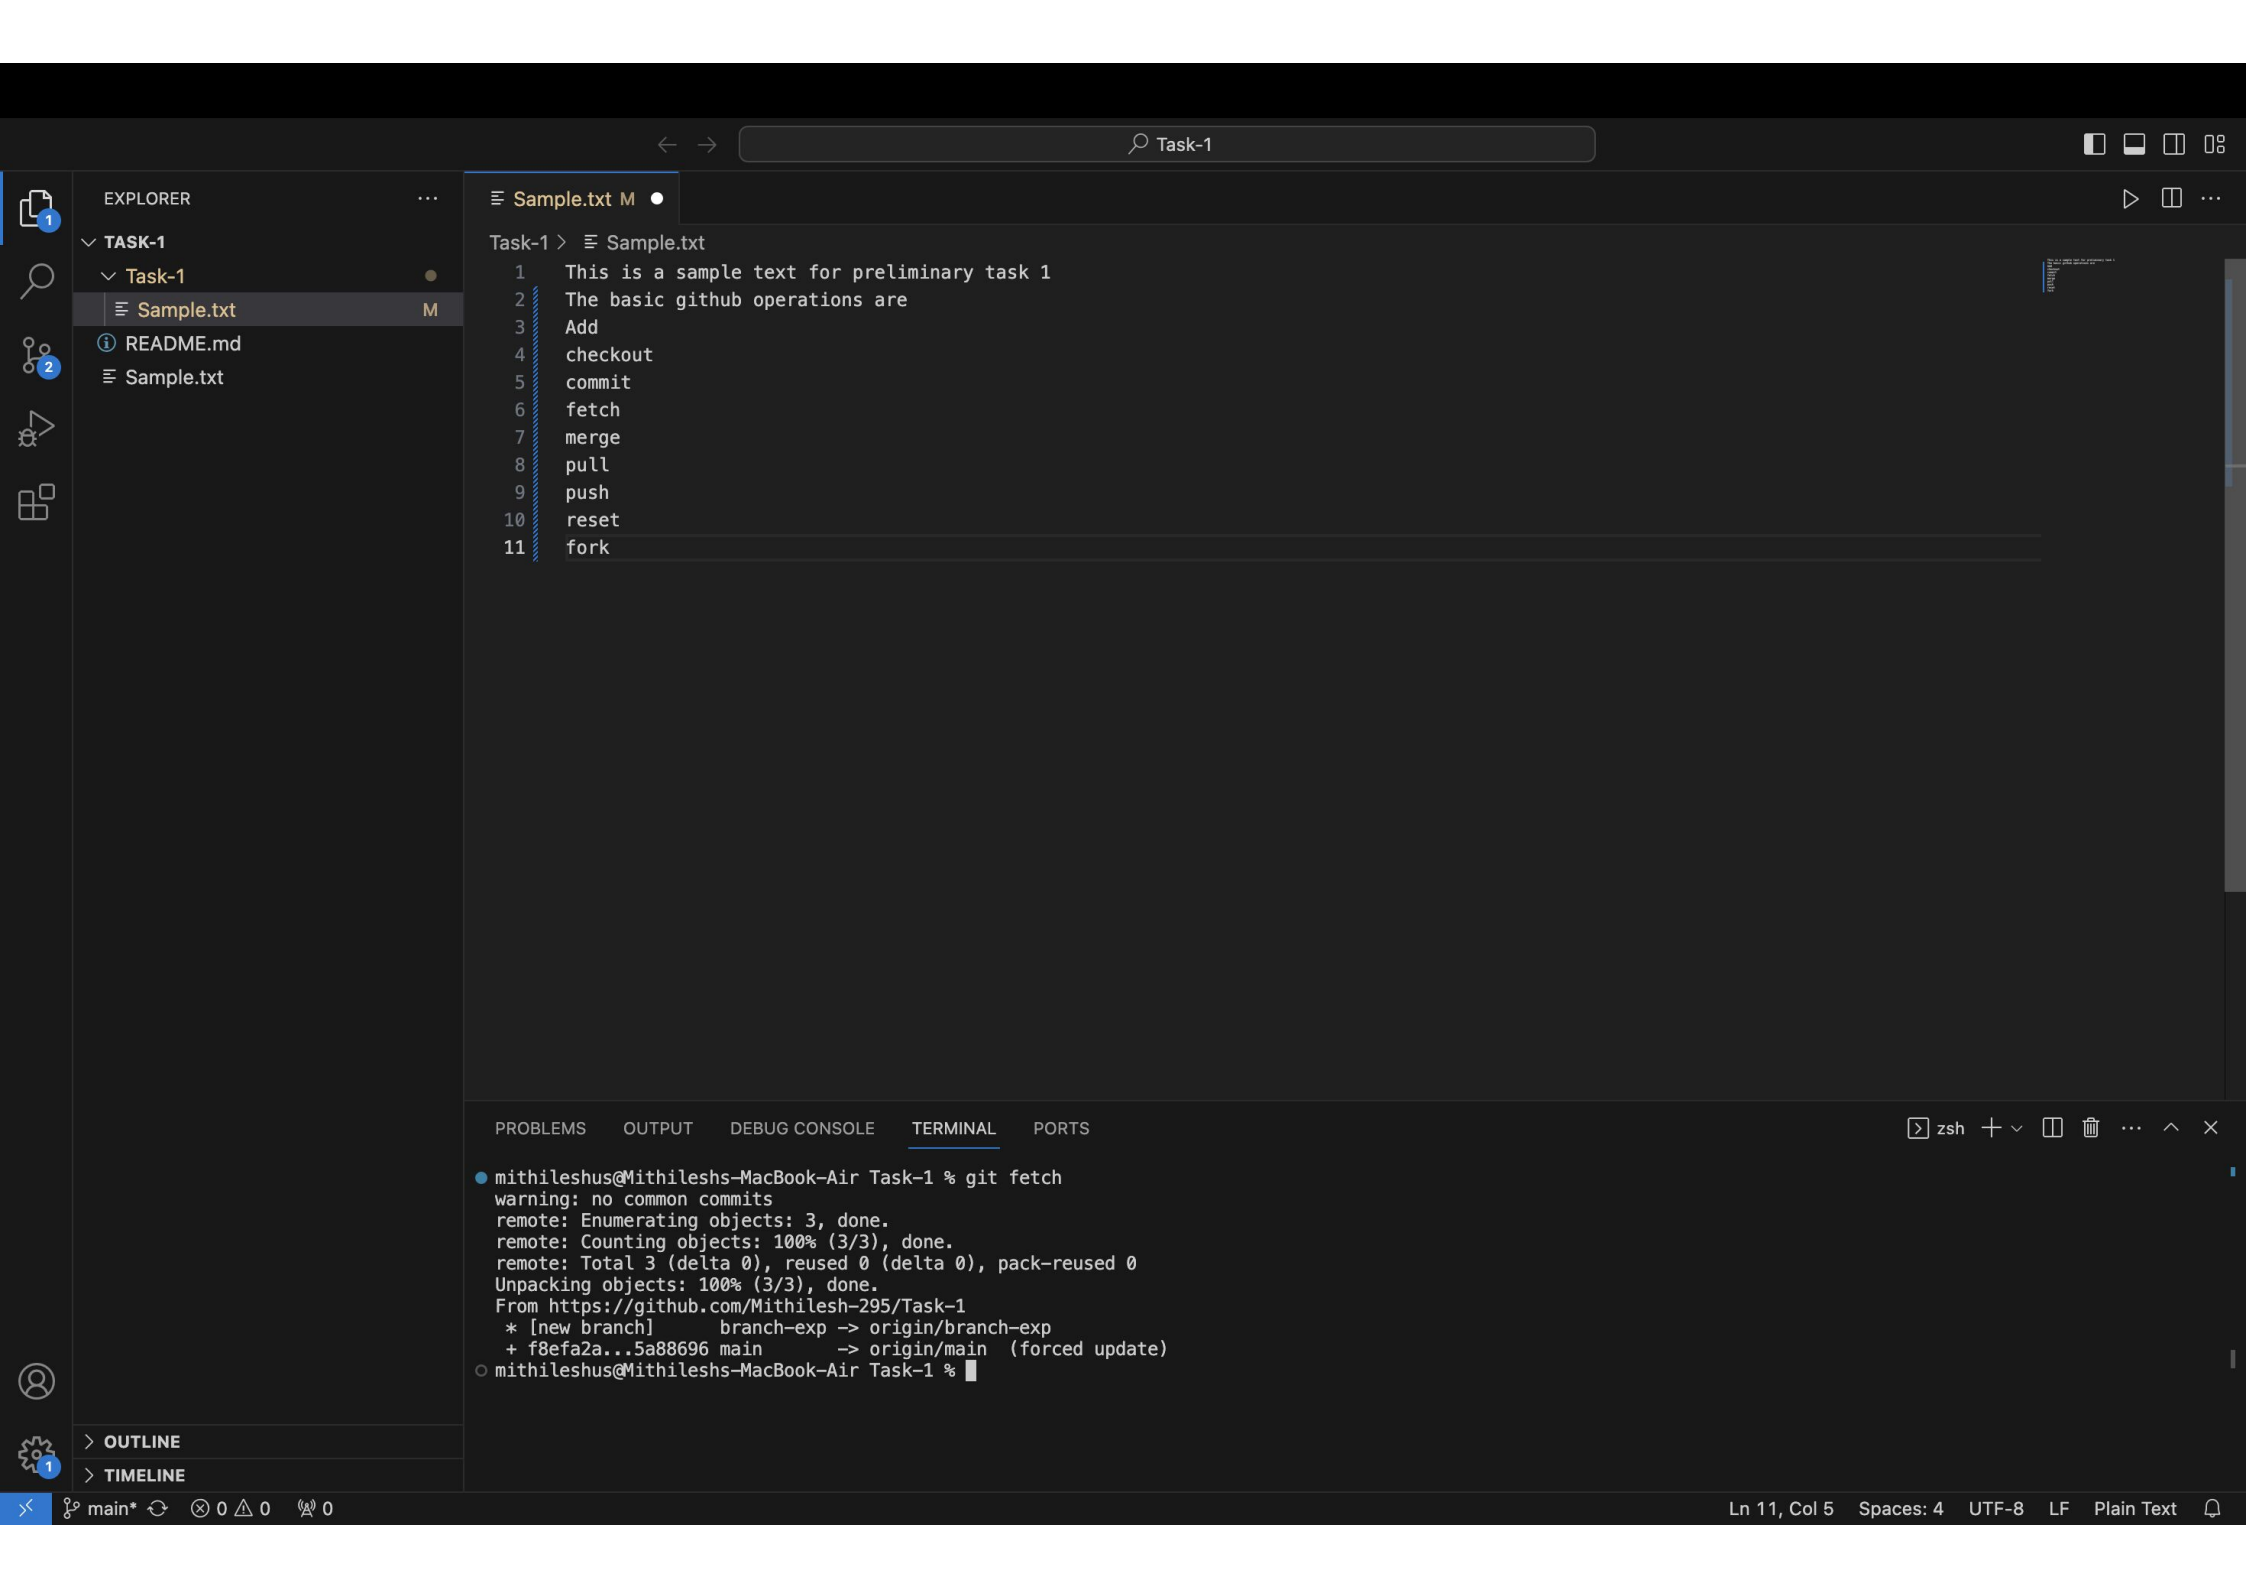 Task-1
EXPLORER
TASK-1
Task-1
Sample.txt M
README.md
Sample.txt
1
2
1
Sample.txt M
Task-1 > Sample.txt
1 This is a sample text for preliminary task 1
2 The basic github operations are
3 Add
4 checkout
5 commit
6 fetch
7 merge
8 pull
9 push
10 reset
11 fork
PROBLEMS OUTPUT DEBUG CONSOLE TERMINAL PORTS zsh
mithileshus@Mithileshs-MacBook-Air Task-1 % git fetch
warning: no common commits
remote: Enumerating objects: 3, done.
remote: Counting objects: 100% (3/3), done.
remote: Total 3 (delta 0), reused 0 (delta 0), pack-reused 0
Unpacking objects: 100% (3/3), done.
From https://github.com/Mithilesh-295/Task-1
* [new branch] branch-exp -> origin/branch-exp
+ f8efa2a...5a88696 main -> origin/main (forced update)
mithileshus@Mithileshs-MacBook-Air Task-1 %
OUTLINE
TIMELINE
main* 0 0 0 Ln 11, Col 5 Spaces: 4 UTF-8 LF Plain Text